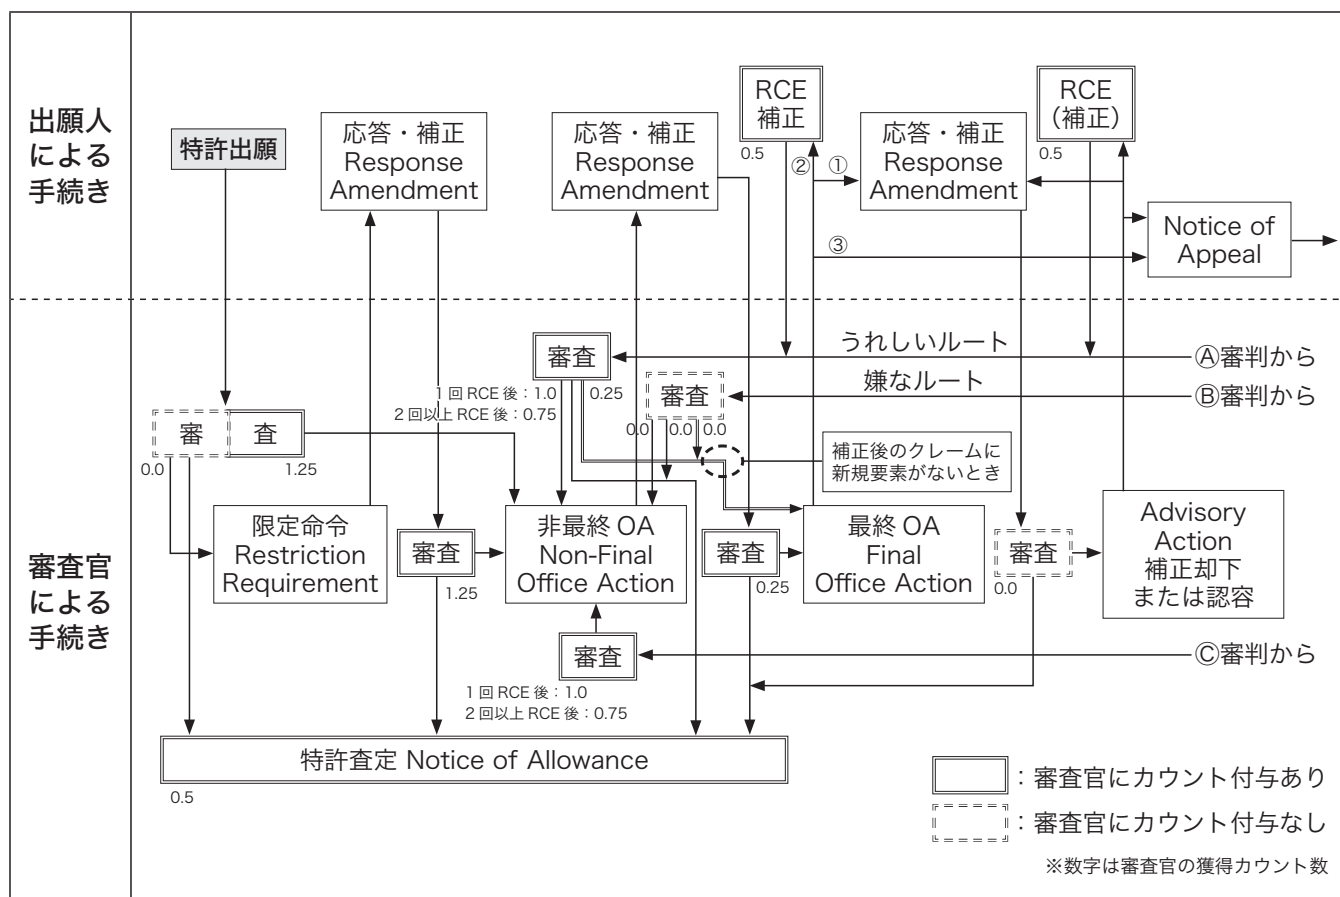 出願人
による
手続き
特許出願
応答・補正
Response
Amendment
応答・補正
Response
Amendment
RCE
補正
0.5
②
①
応答・補正
Response
Amendment
RCE
（補正）
0.5
③
Notice of
Appeal
審査官
による
手続き
審査
うれしいルート
Ⓐ審判から
1回RCE後：1.0
0.25
2回以上RCE後：0.75
審査
嫌なルート
Ⓑ審判から
0.0
0.0
0.0
審
査
0.0
1.25
補正後のクレームに
新規要素がないとき
限定命令
Restriction
Requirement
審査
1.25
非最終 OA
Non-Final
Office Action
審査
0.25
最終 OA
Final
Office Action
審査
0.0
Advisory
Action
補正却下
または認容
審査
Ⓒ審判から
1回RCE後：1.0
2回以上RCE後：0.75
特許査定 Notice of Allowance
0.5
：審査官にカウント付与あり
：審査官にカウント付与なし
※数字は審査官の獲得カウント数